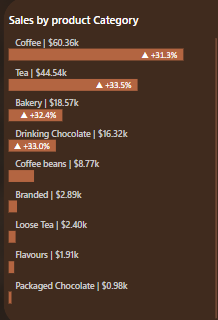 Sales by product Category
Coffee | $60.36k
▲ +31.3%
Tea | $44.54k
▲ +33.5%
Bakery | $18.57k
▲ +32.4%
Drinking Chocolate | $16.32k
▲ +33.0%
Coffee beans | $8.77k
Branded | $2.89k
Loose Tea | $2.40k
Flavours | $1.91k
Packaged Chocolate | $0.98k